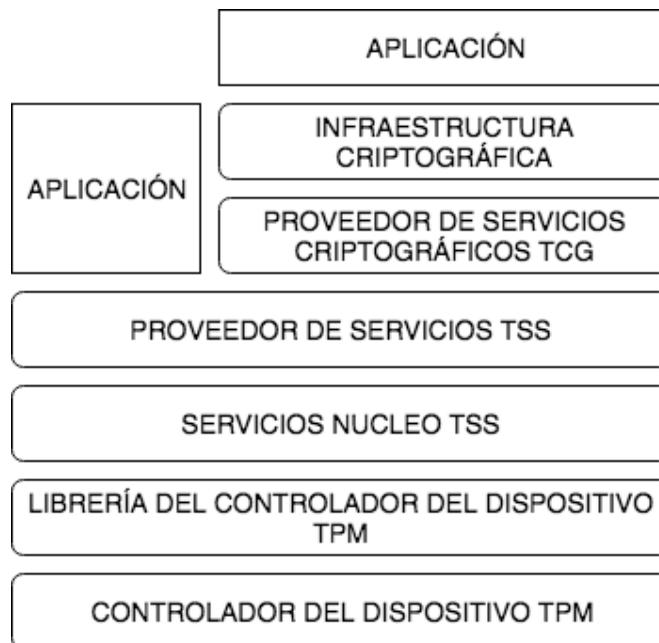 APLICACIÓN
INFRAESTRUCTURA
CRIPTOGRÁFICA
APLICACIÓN
PROVEEDOR DE SERVICIOS
CRIPTOGRÁFICOS TCG
PROVEEDOR DE SERVICIOS TSS
SERVICIOS NUCLEO TSS
LIBRERÍA DEL CONTROLADOR DEL DISPOSITIVO
TPM
CONTROLADOR DEL DISPOSITIVO TPM